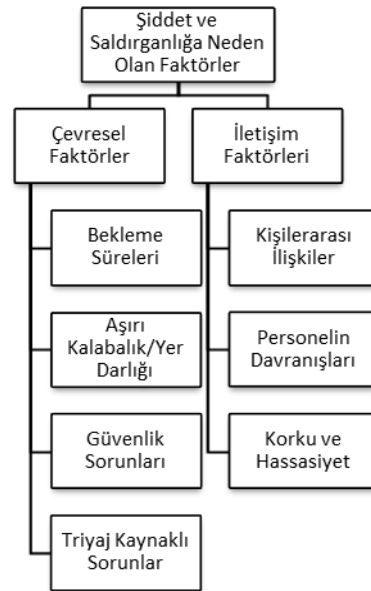 Şiddet ve
Saldırganlığa Neden
Olan Faktörler
Çevresel
Faktörler
Bekleme
Süreleri
Aşırı
Kalabalık/Yer
Darlığı
Güvenlik
Sorunları
Triyaj Kaynaklı
Sorunlar
İletişim
Faktörleri
Kişilerarası
İlişkiler
Personelin
Davranışları
Korku ve
Hassasiyet